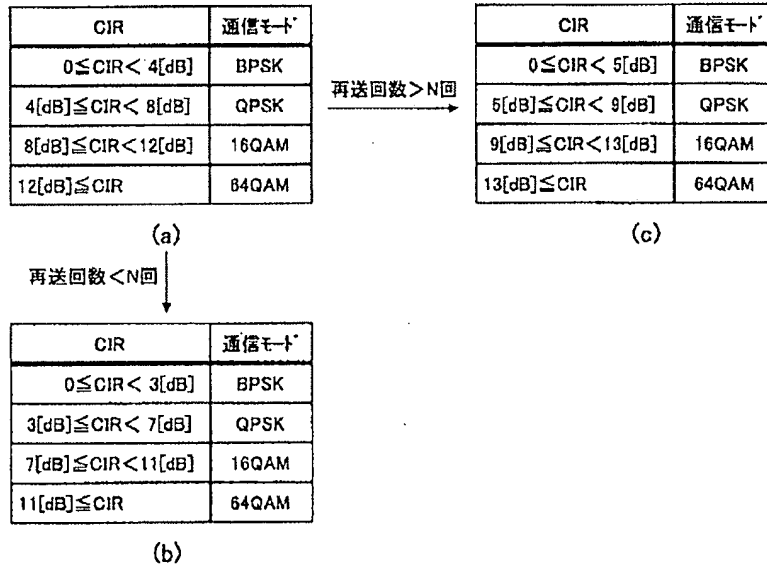 CIR 通信モード
0≦CIR< 4[dB] BPSK
4[dB]≦CIR< 8[dB] QPSK
8[dB]≦CIR<12[dB] 16QAM
12[dB]≦CIR 64QAM
(a)
再送回数>N回
CIR 通信モード
0≦CIR< 5[dB] BPSK
5[dB]≦CIR< 9[dB] QPSK
9[dB]≦CIR<13[dB] 16QAM
13[dB]≦CIR 64QAM
(c)
再送回数<N回
CIR 通信モード
0≦CIR< 3[dB] BPSK
3[dB]≦CIR< 7[dB] QPSK
7[dB]≦CIR<11[dB] 16QAM
11[dB]≦CIR 64QAM
(b)